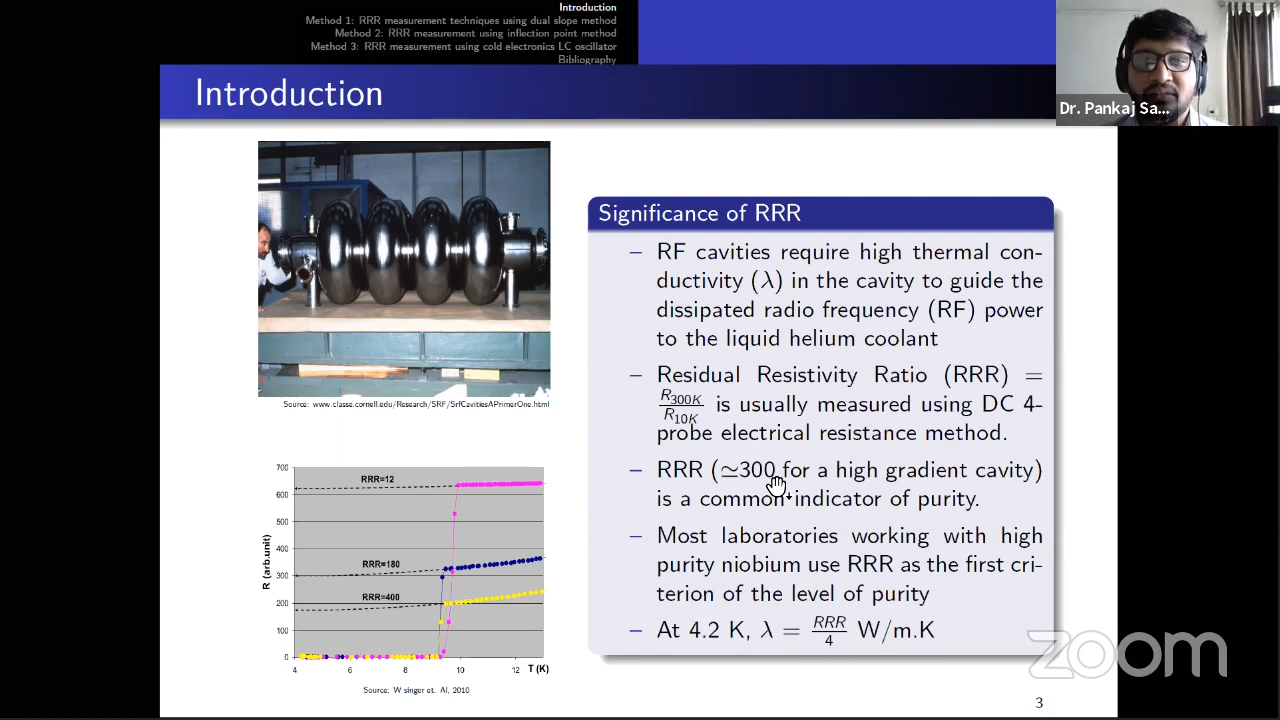 Introduction
Method 1: RRR measurement techniques using dual slope method
Method 2: RRR measurement using inflection point method
Method 3: RRR measurement using cold electronics LC oscillator
Bibliography
Introduction
Dr. Pankaj Sa...
Source: www.classe.cornell.edu/Research/SRF/SrfCavitiesAPrimerOne.html
700
600
500
400
300
200
100
0
R (arb.unit)
RRR=12
RRR=180
RRR=400
4 6 8 10 12 T (K)
Source: W singer et. Al, 2010
Significance of RRR
– RF cavities require high thermal con-
ductivity (λ) in the cavity to guide the
dissipated radio frequency (RF) power
to the liquid helium coolant
– Residual Resistivity Ratio (RRR) =
R300K/R10K is usually measured using DC 4-
probe electrical resistance method.
– RRR (≃300 for a high gradient cavity)
is a common indicator of purity.
– Most laboratories working with high
purity niobium use RRR as the first cri-
terion of the level of purity
– At 4.2 K, λ = RRR/4 W/m.K
zoom
3